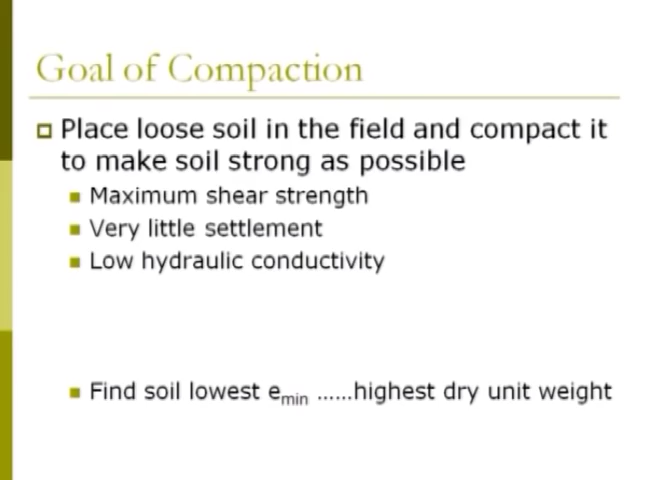 Goal of Compaction
Place loose soil in the field and compact it
to make soil strong as possible
Maximum shear strength
Very little settlement
Low hydraulic conductivity
Find soil lowest emin ......highest dry unit weight